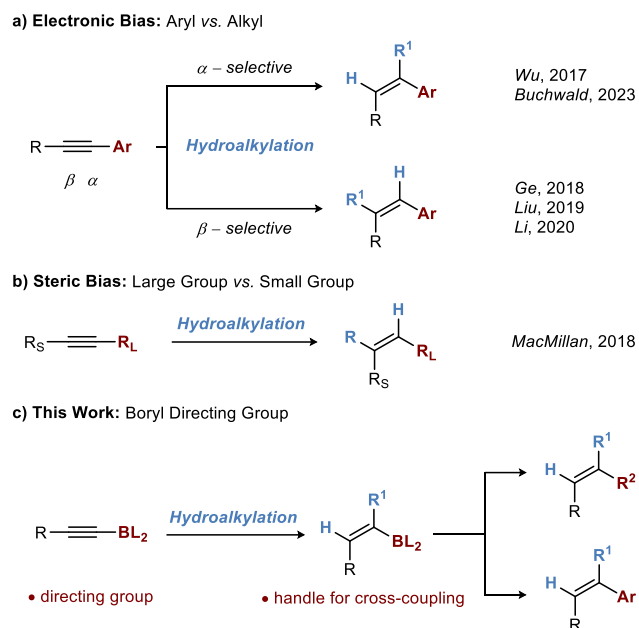 a) Electronic Bias: Aryl vs. Alkyl
α – selective
H
R1
Ar
R
Wu, 2017
Buchwald, 2023
R
Ar
β α
Hydroalkylation
β – selective
R1
H
Ar
R
Ge, 2018
Liu, 2019
Li, 2020
b) Steric Bias: Large Group vs. Small Group
RS
RL
Hydroalkylation
R
H
RL
RS
MacMillan, 2018
c) This Work: Boryl Directing Group
R
BL2
Hydroalkylation
H
R1
BL2
R
H
R1
R2
R
H
R1
Ar
R
• directing group
• handle for cross-coupling